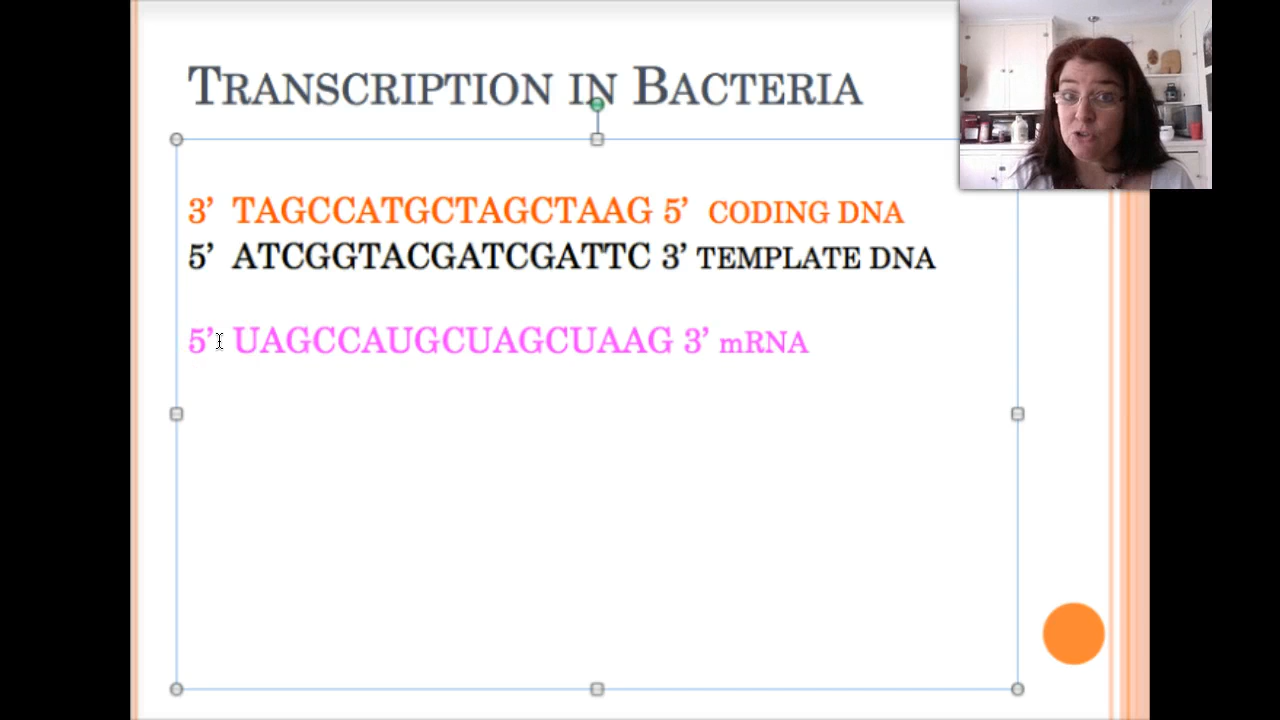 TRANSCRIPTION IN BACTERIA
3’ TAGCCATGCTAGCTAAG 5’ CODING DNA
5’ ATCGGTACGATCGATTC 3’ TEMPLATE DNA
5’ UAGCCAUGCUAGCUAAG 3’ mRNA